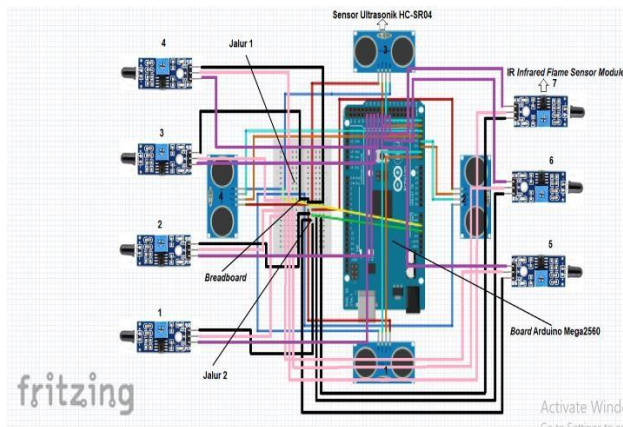 Sensor Ultrasonik HC-SR04
4
Jalur 1
3
IR Infrared Flame Sensor Module
7
3
6
4
2
2
Breadboard
5
Board Arduino Mega2560
1
Jalur 2
1
fritzing
Activate Windo